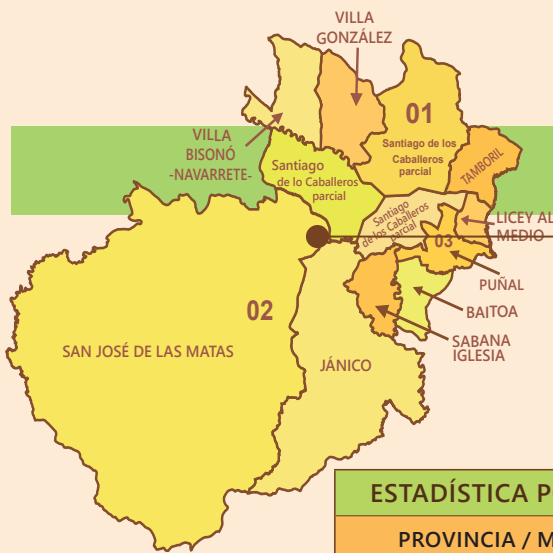 VILLA
GONZÁLEZ
01
Santiago de los
Caballeros
parcial
TAMBORIL
VILLA
BISONÓ
-NAVARRETE-
Santiago
de lo Caballeros
parcial
Santiago
de los Caballeros
parcial
LICEY AL
MEDIO
03
PUÑAL
BAITOA
SABANA
IGLESIA
02
SAN JOSÉ DE LAS MATAS
JÁNICO
ESTADÍSTICA P
PROVINCIA / M